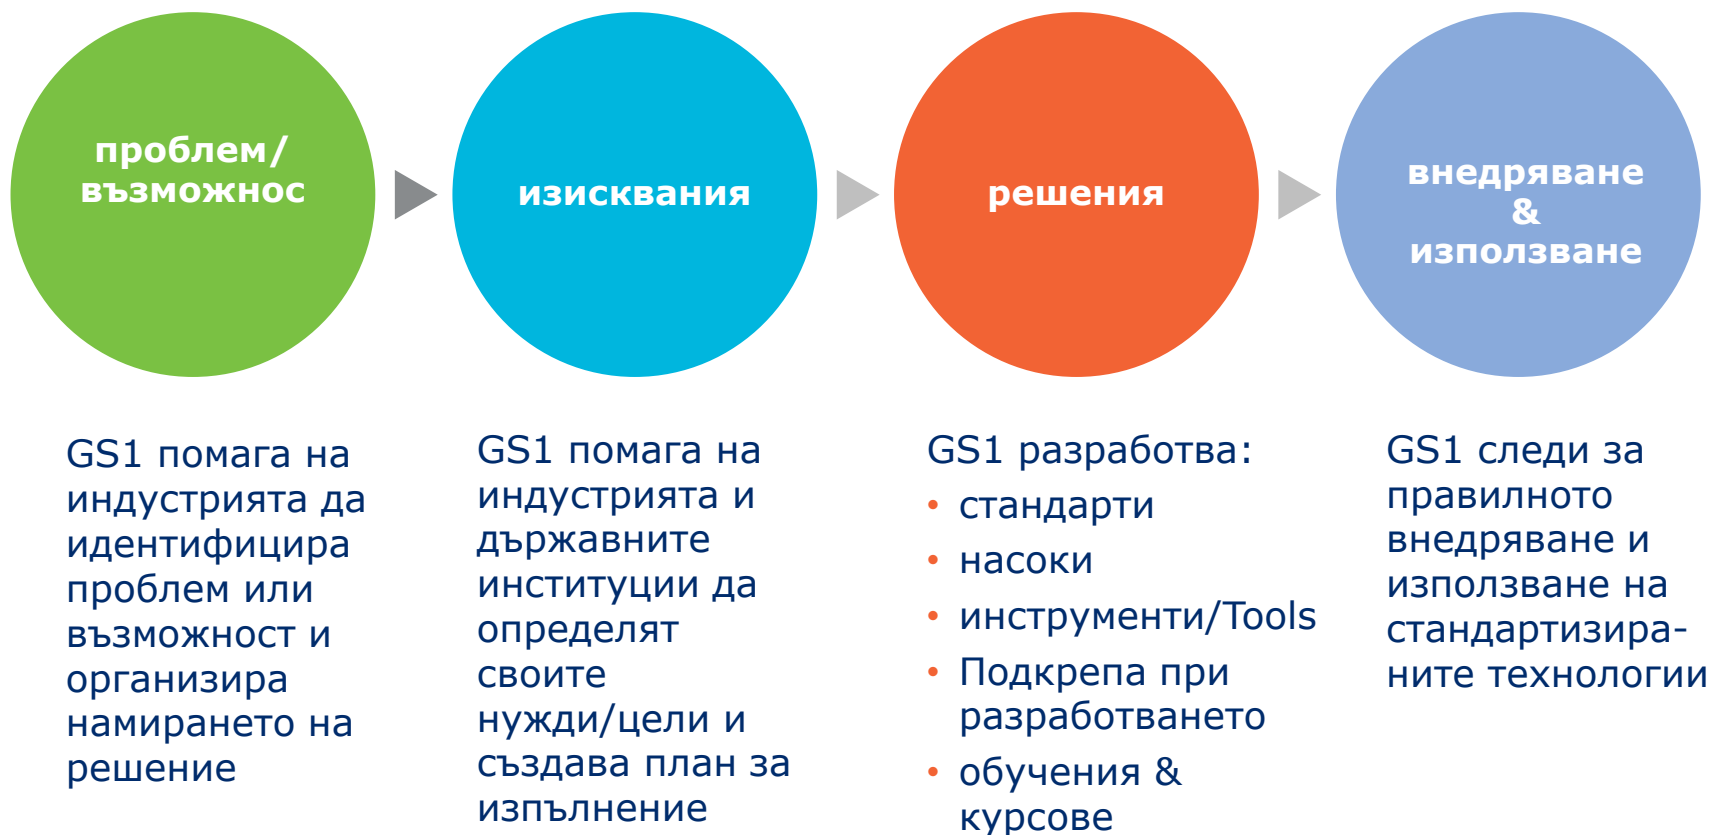 проблем/
възможнос
изисквания
решения
внедряване
&
използване
GS1 помага на
индустрията да
идентифицира
проблем или
възможност и
организира
намирането на
решение
GS1 помага на
индустрията и
държавните
институции да
определят
своите
нужди/цели и
създава план за
изпълнение
GS1 разработва:
• стандарти
• насоки
• инструменти/Tools
• Подкрепа при
разработването
• обучения &
курсове
GS1 следи за
правилното
внедряване и
използване на
стандартизира-
ните технологии